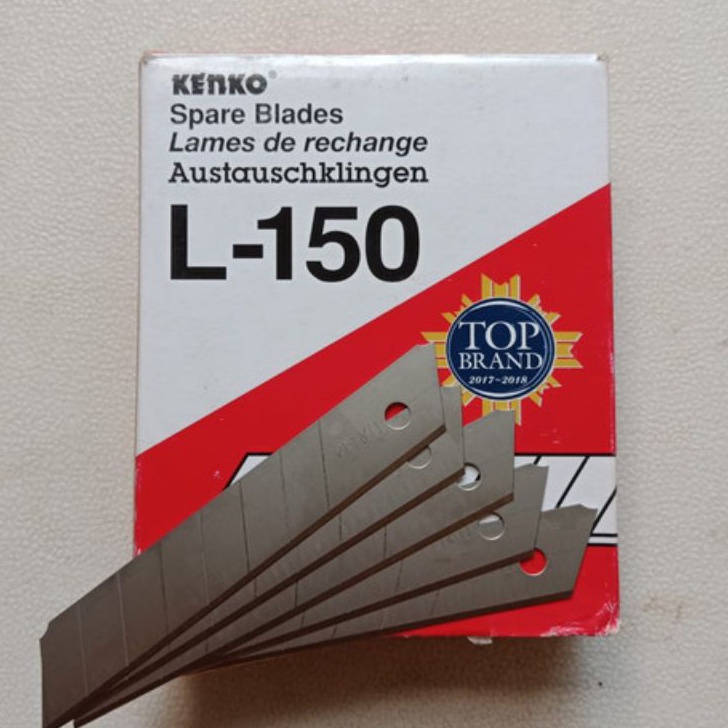 KENKO®
Spare Blades
Lames de rechange
Austauschklingen
L-150
TOP
BRAND
2017~2018